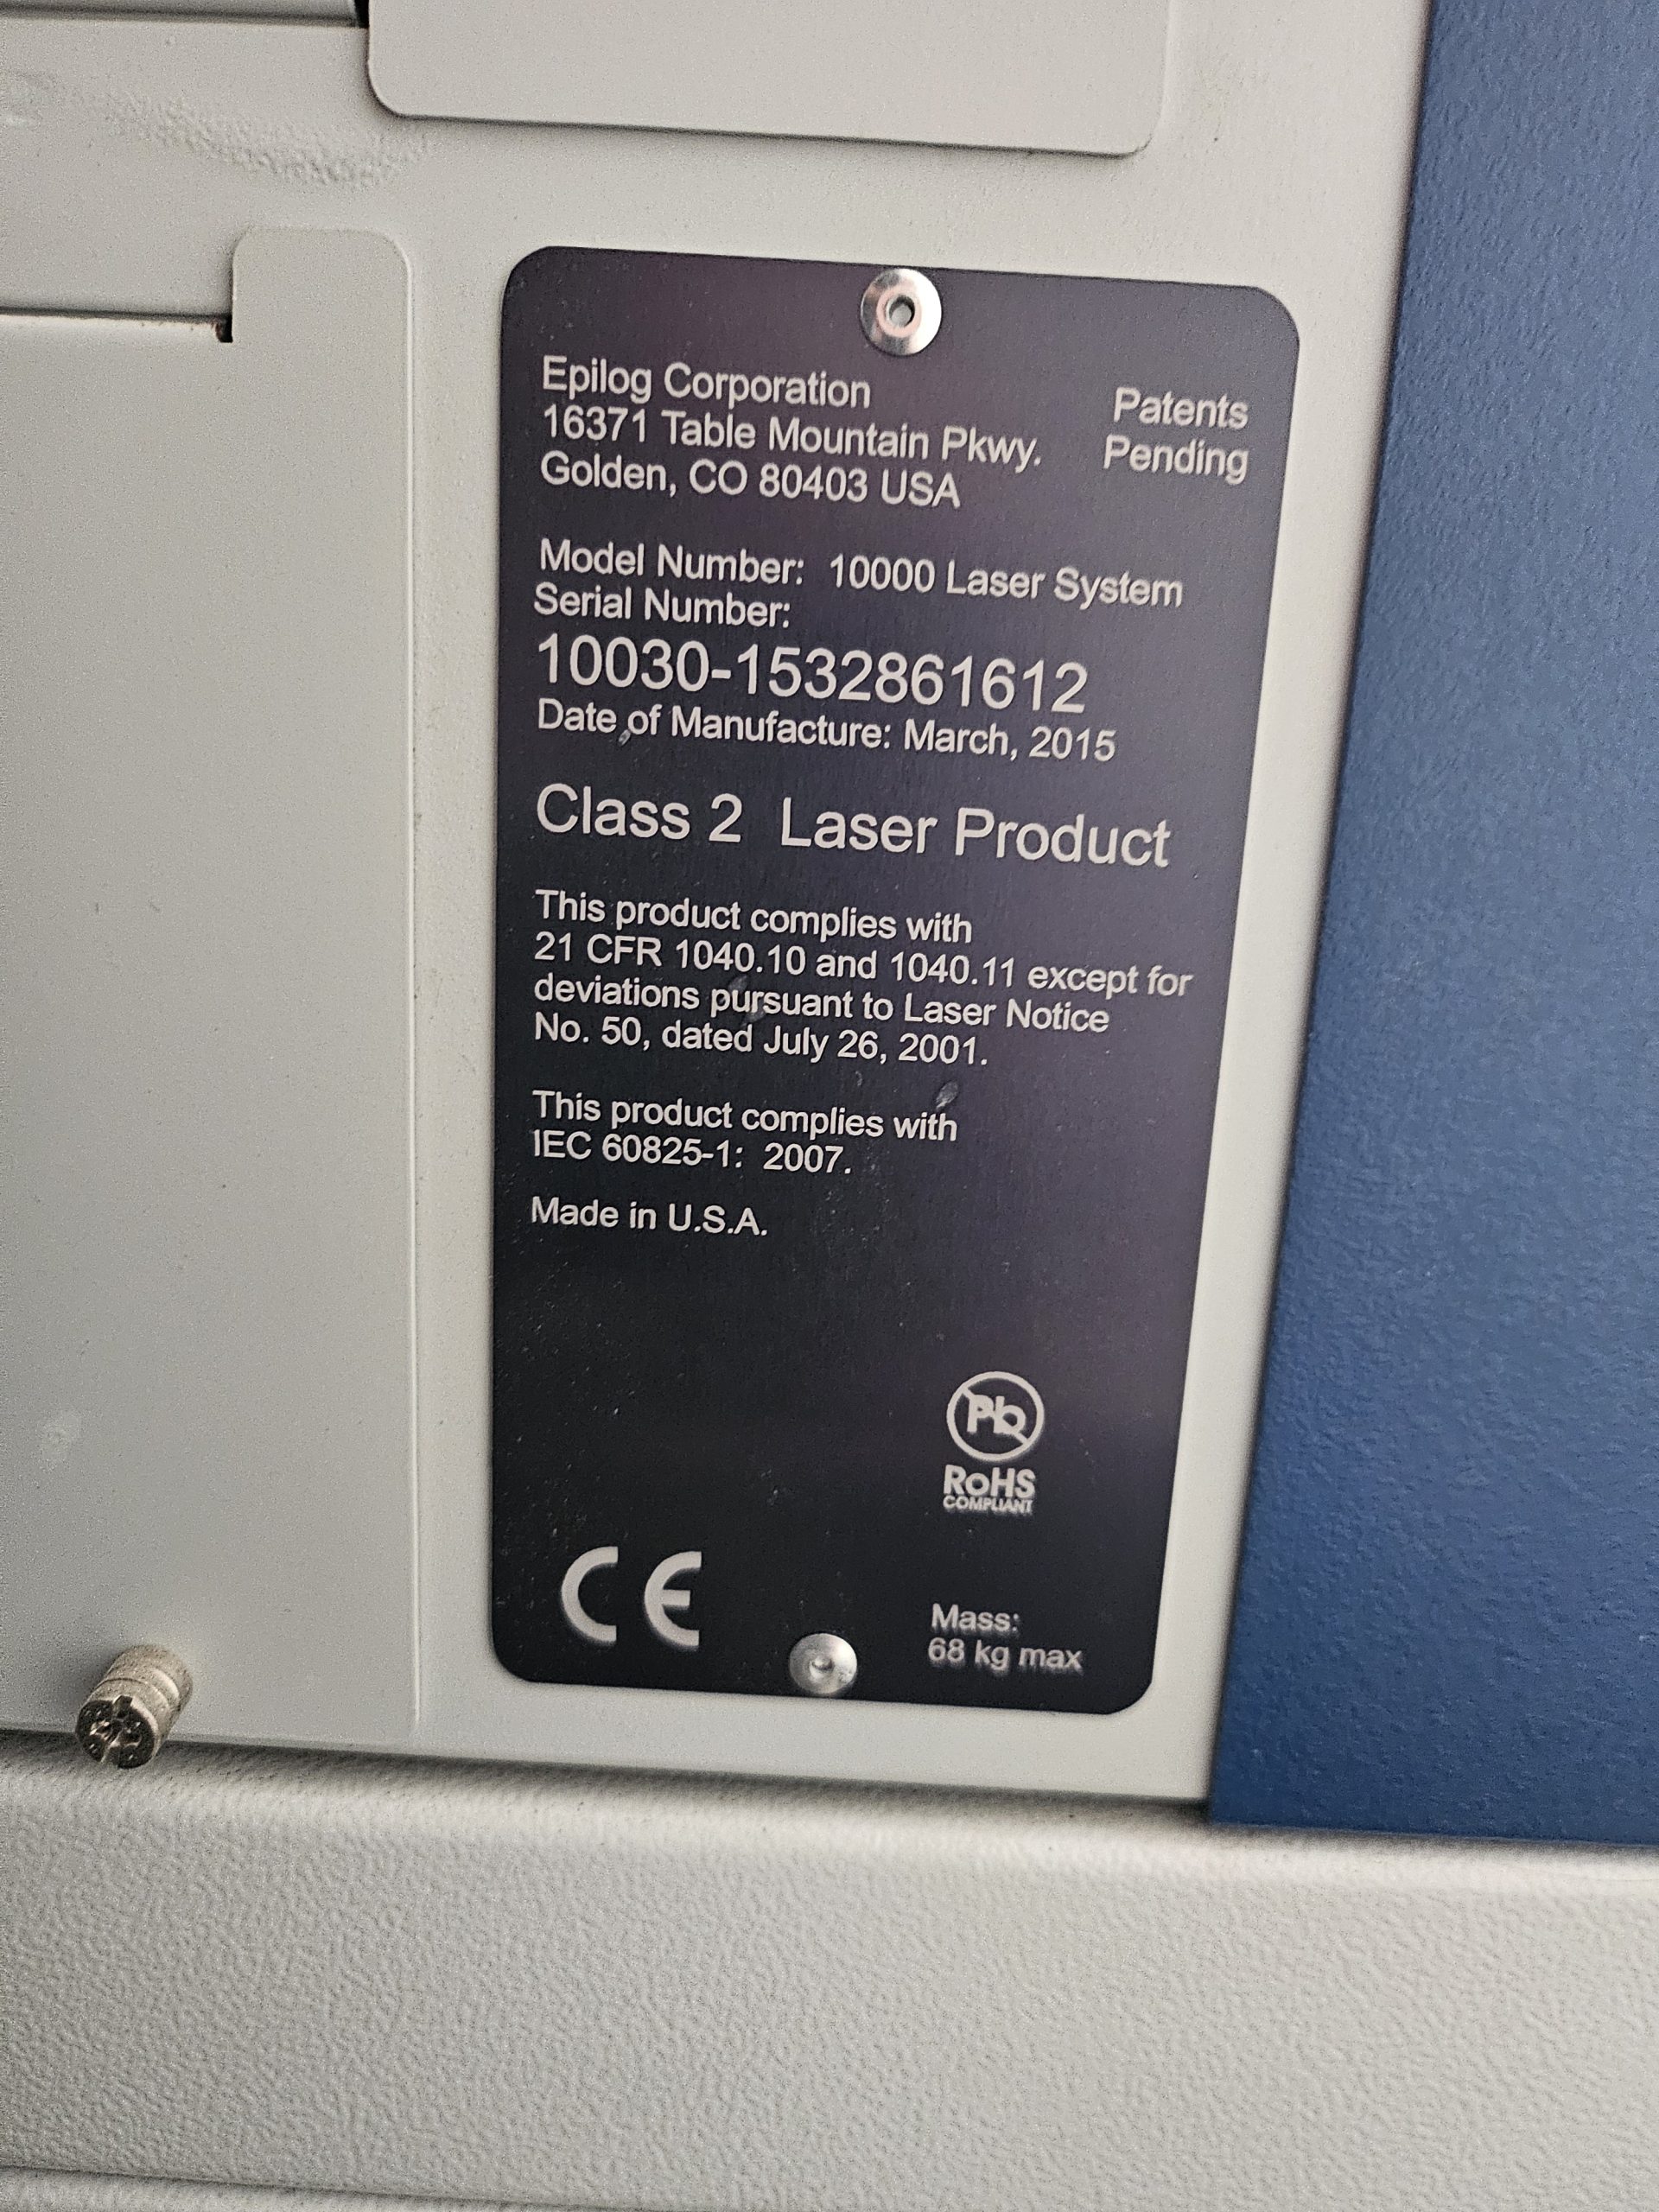 Epilog Corporation
16371 Table Mountain Pkwy.
Golden, CO 80403 USA
Patents
Pending
Model Number: 10000 Laser System
Serial Number:
10030-1532861612
Date of Manufacture: March, 2015
Class 2 Laser Product
This product complies with
21 CFR 1040.10 and 1040.11 except for
deviations pursuant to Laser Notice
No. 50, dated July 26, 2001.
This product complies with
IEC 60825-1: 2007.
Made in U.S.A.
Pb
RoHS
COMPLIANT
CE
Mass:
68 kg max